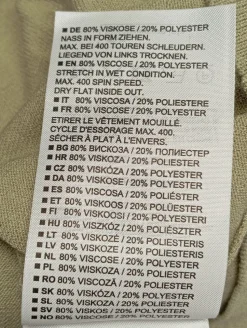 ■ DE 80% VISKOSE / 20% POLYESTER
NASS IN FORM ZIEHEN.
MAX. BEI 400 TOUREN SCHLEUDERN.
LIEGEND VON LINKS TROCKNEN.
■ EN 80% VISCOSE / 20% POLYESTER
STRETCH IN WET CONDITION.
MAX. 400 SPIN SPEED.
DRY FLAT INSIDE OUT.
■ IT 80% VISCOSA / 20% POLIESTERE
■ FR 80% VISCOSE / 20% POLYESTER
ETIRER LE VÊTEMENT MOUILLÉ.
CYCLE D'ESSORAGE MAX. 400.
SÉCHER À PLAT À L'ENVERS.
■ BG 80% ВИСКОЗА / 20% ПОЛИЕСТЕР
■ HR 80% VISKOZA / 20% POLIESTER
■ CZ 80% VISKÓZA / 20% POLYESTER
■ DA 80% VISKOSE / 20% POLYESTER
■ ES 80% VISCOSA / 20% POLIÉSTER
■ ET 80% VISKOOS / 20% POLÜESTER
■ FI 80% VISKOOSI / 20% POLYESTERI
■ HU 80% VISZKÓZ / 20% POLIÉSZTER
■ LT 80% VISKOZĖ / 20% POLIESTERIS
■ LV 80% VISKOZE / 20% POLIESTERIS
■ NL 80% VISCOSE / 20% POLYESTER
■ PL 80% WISKOZA / 20% POLIESTER
■ RO 80% VISCOZĂ / 20% POLIESTER
■ SK 80% VISKÓZA / 20% POLYESTER
■ SL 80% VISKOZA / 20% POLIESTER
■ SV 80% VISKOS / 20% POLYESTER
■ NO 80% VISCOSE / 20% POLYESTER